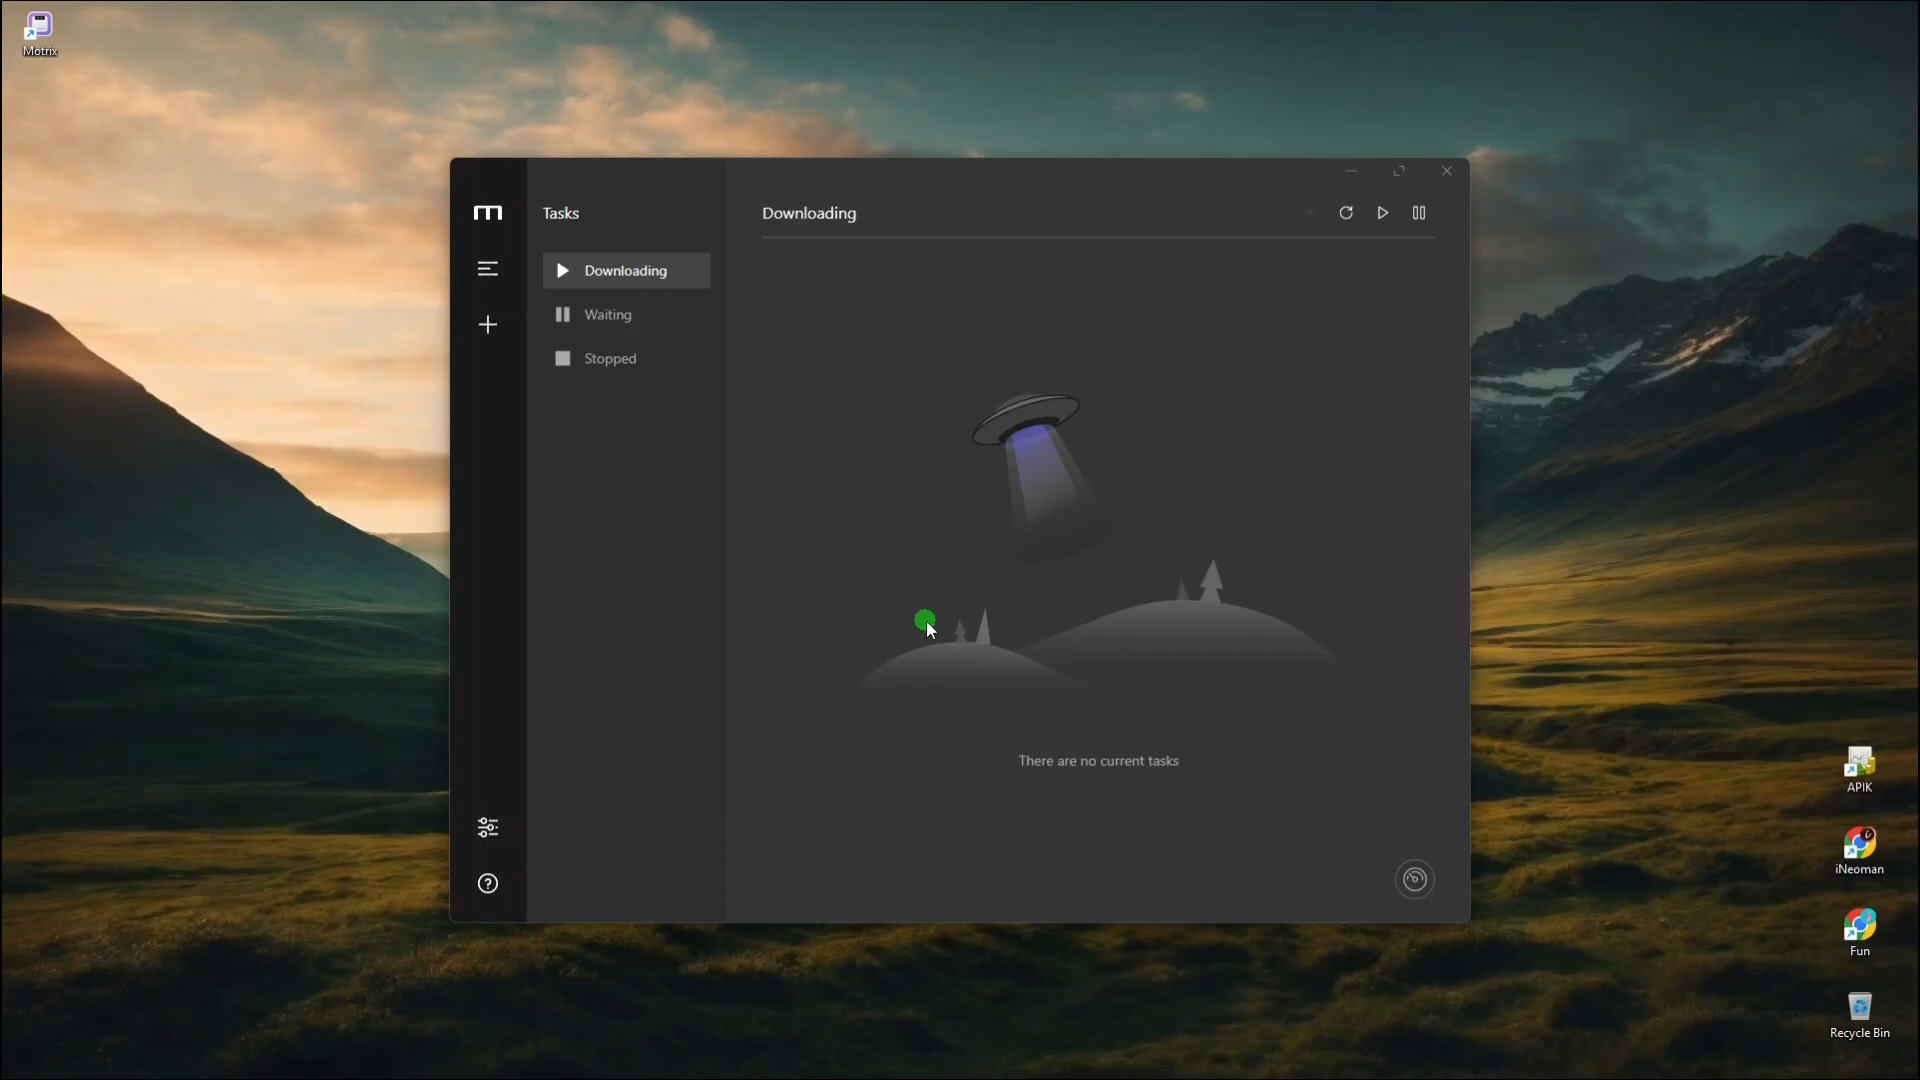 Motrix
Tasks
Downloading
Downloading
Waiting
Stopped
There are no current tasks
APIK
iNeoman
Fun
Recycle Bin